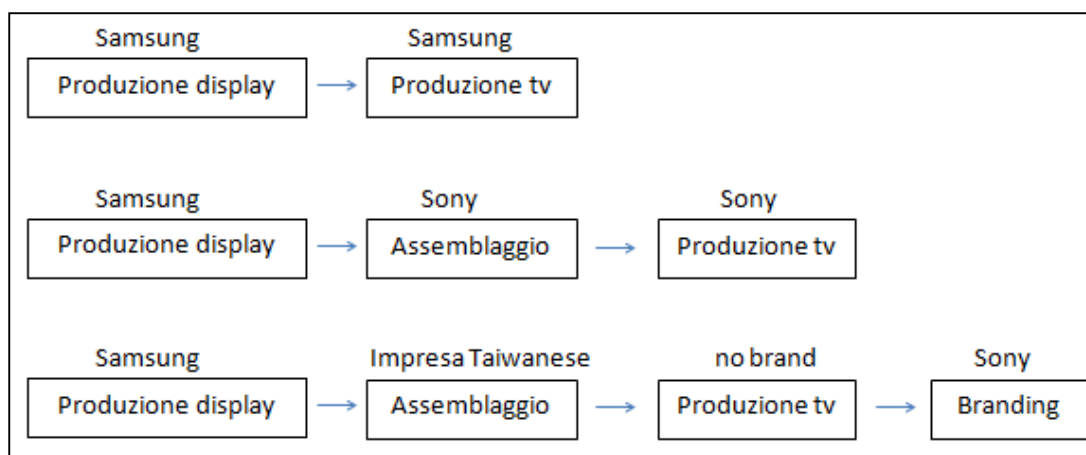 Samsung Samsung
Produzione display Produzione tv
Samsung Sony Sony
Produzione display Assemblaggio Produzione tv
Samsung Impresa Taiwanese no brand Sony
Produzione display Assemblaggio Produzione tv Branding